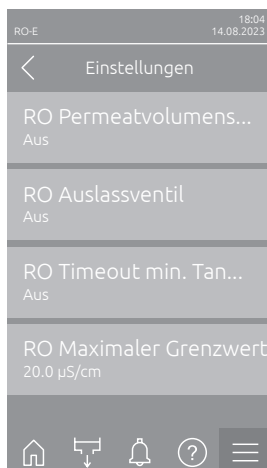 18:04
RO-E 14.08.2023
Einstellungen
RO Permeatvolumens...
Aus
RO Auslassventil
Aus
RO Timeout min. Tan...
Aus
RO Maximaler Grenzwert
20.0 µS/cm
?